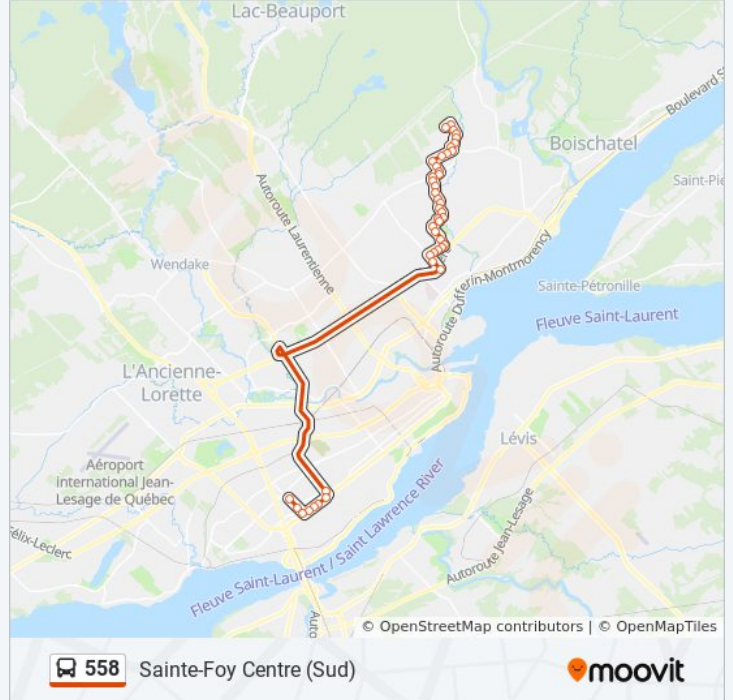 Lac-Beauport
Boulevard S
Boischatel
Saint-Pie
Autoroute Laurentienne
Wendake
Autoroute Dufferin-Montmorency
Sainte-Pétronille
Fleuve Saint-Laurent
L'Ancienne-
Lorette
Lévis
Aéroport
international Jean-
Lesage de Québec
Félix-Leclerc
Fleuve Saint-Laurent / Saint Lawrence River
Autoroute Jean-Lesage
Auto
© OpenStreetMap contributors | © OpenMapTiles
558 Sainte-Foy Centre (Sud)
moovit